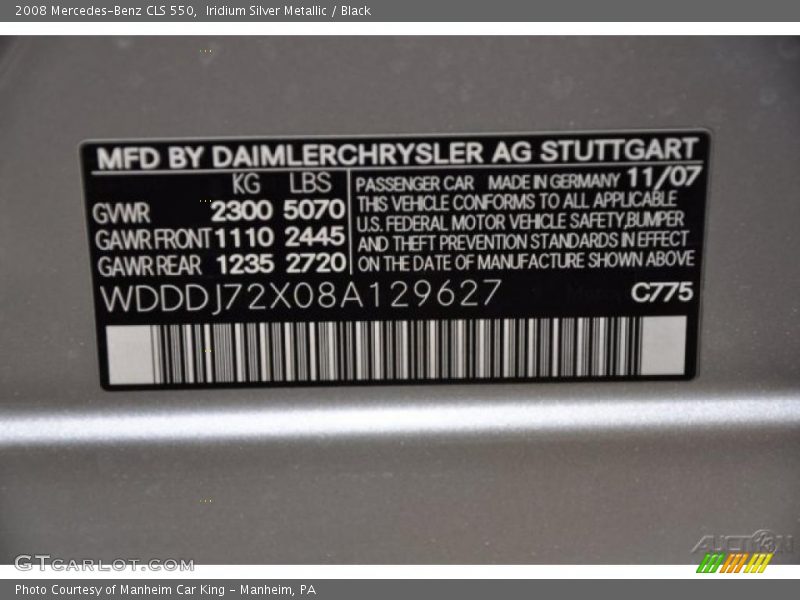 2008 Mercedes-Benz CLS 550,  Iridium Silver Metallic / Black
MFD BY DAIMLERCHRYSLER AG STUTTGART
KG LBS
GVWR 2300 5070
GAWR FRONT 1110 2445
GAWR REAR 1235 2720
PASSENGER CAR MADE IN GERMANY 11/07
THIS VEHICLE CONFORMS TO ALL APPLICABLE
U.S. FEDERAL MOTOR VEHICLE SAFETY,BUMPER
AND THEFT PREVENTION STANDARDS IN EFFECT
ON THE DATE OF MANUFACTURE SHOWN ABOVE
WDDDJ72X08A129627
C775
GTCARLOT.COM
AUCTION
Photo Courtesy of Manheim Car King - Manheim, PA